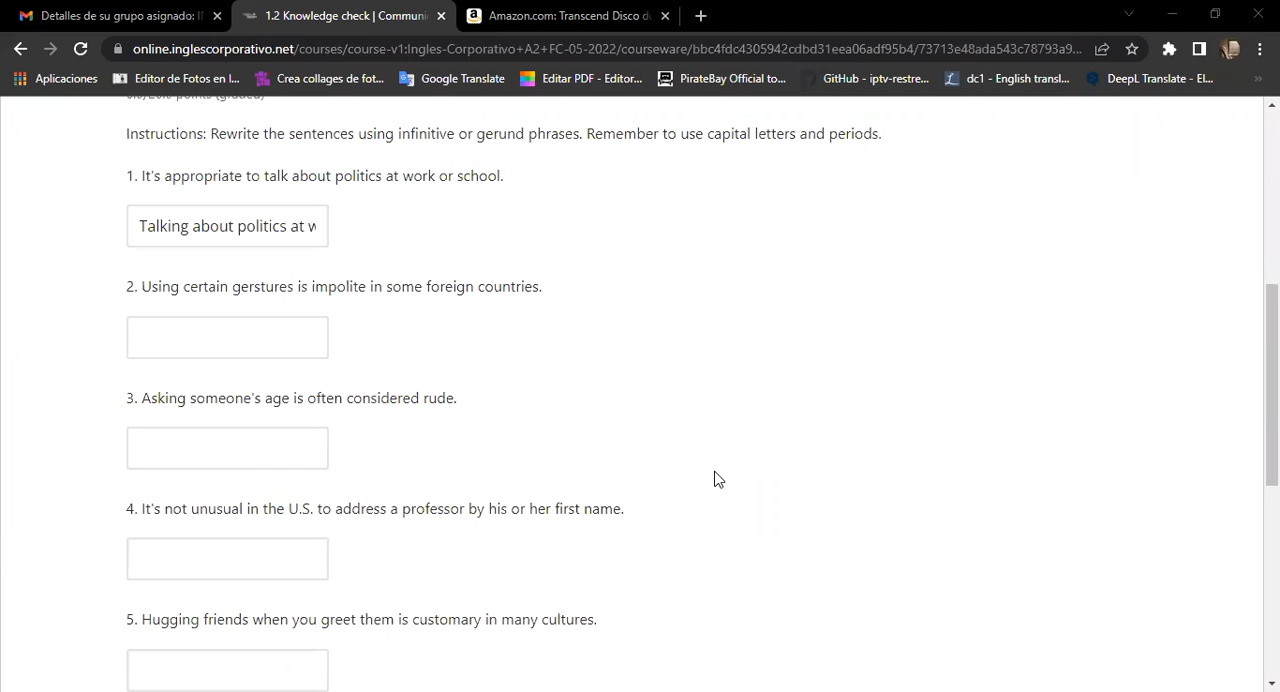 Detalles de su grupo asignado: I
1.2 Knowledge check | Communi
Amazon.com: Transcend Disco d
online.inglescorporativo.net/courses/course-v1:Ingles-Corporativo+A2+FC-05-2022/courseware/bbc4fdc4305942cdbd31eea06adf95b4/73713e48ada543c78793a9...
Aplicaciones
Editor de Fotos en l...
Crea collages de fot...
Google Translate
Editar PDF - Editor...
PirateBay Official to...
GitHub - iptv-restre...
dc1 - English transl...
DeepL Translate - El...
points (graded)
Instructions: Rewrite the sentences using infinitive or gerund phrases. Remember to use capital letters and periods.
1. It's appropriate to talk about politics at work or school.
Talking about politics at w
2. Using certain gerstures is impolite in some foreign countries.
3. Asking someone's age is often considered rude.
4. It's not unusual in the U.S. to address a professor by his or her first name.
5. Hugging friends when you greet them is customary in many cultures.